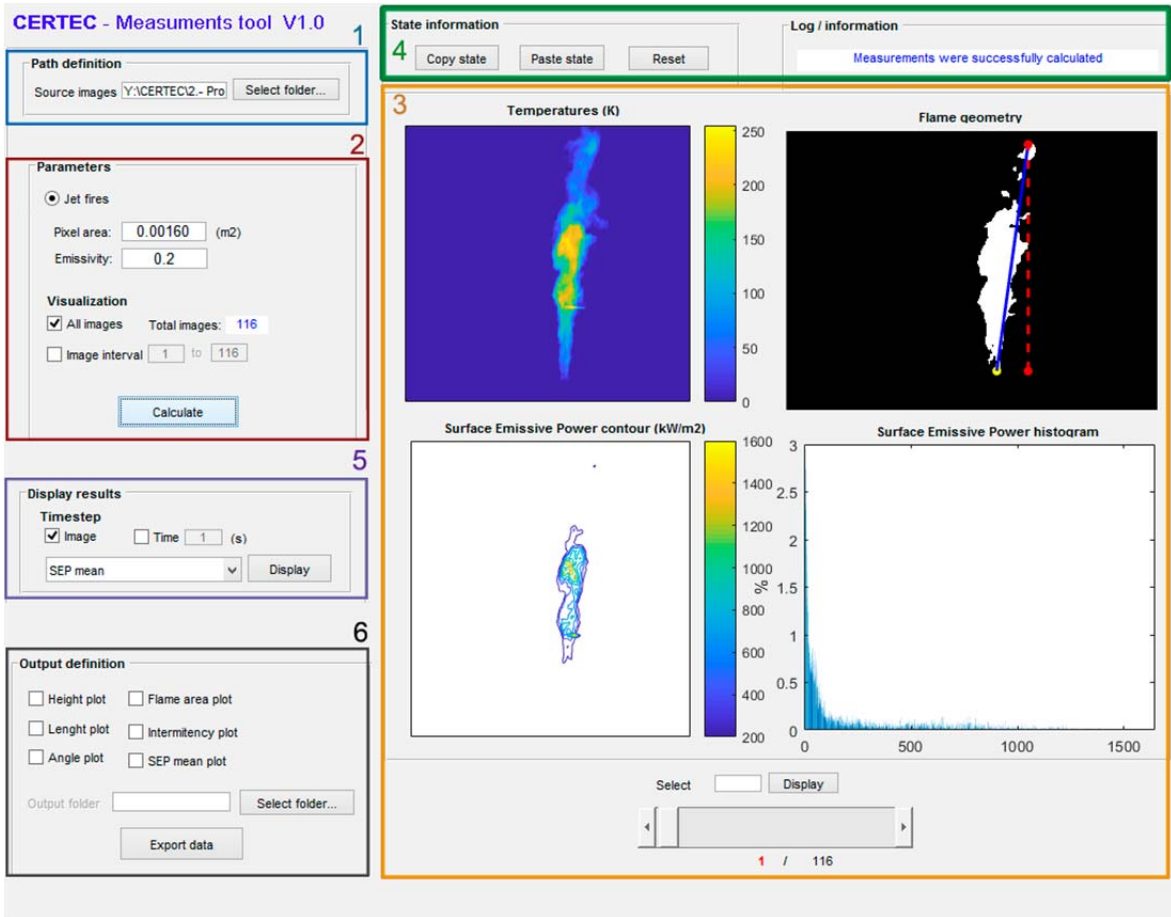 CERTEC - Measuments tool V1.0
1
Path definition
Source images Y:\CERTEC\2.- Pro Select folder...
2
Parameters
Jet fires
Pixel area: 0.00160 (m2)
Emissivity: 0.2
Visualization
All images Total images: 116
Image interval 1 to 116
Calculate
5
Display results
Timestep
Image Time 1 (s)
SEP mean Display
6
Output definition
Height plot Flame area plot
Lenght plot Intermitency plot
Angle plot SEP mean plot
Output folder Select folder...
Export data
State information
4
Copy state Paste state Reset
Log / information
Measurements were successfully calculated
3
Temperatures (K)
250
200
150
100
50
0
Flame geometry
Surface Emissive Power contour (kW/m2)
1600
1400
1200
1000
800
600
400
200
Surface Emissive Power histogram
%
3
2.5
2
1.5
1
0.5
0
0 500 1000 1500
Select Display
1 / 116